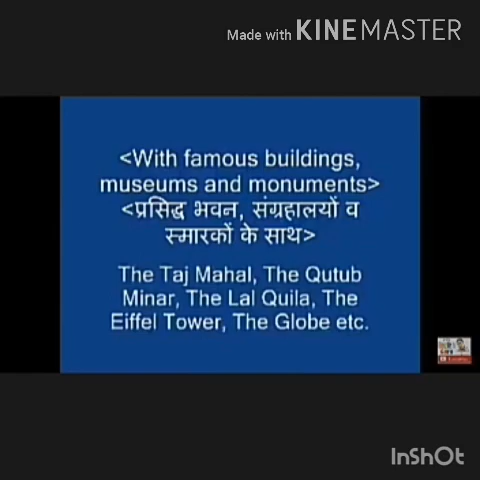 Made with KINEMASTER
<With famous buildings,
museums and monuments>
<प्रसिद्ध भवन, संग्रहालयों व
स्मारकों के साथ>
The Taj Mahal, The Qutub
Minar, The Lal Quila, The
Eiffel Tower, The Globe etc.
InShOt